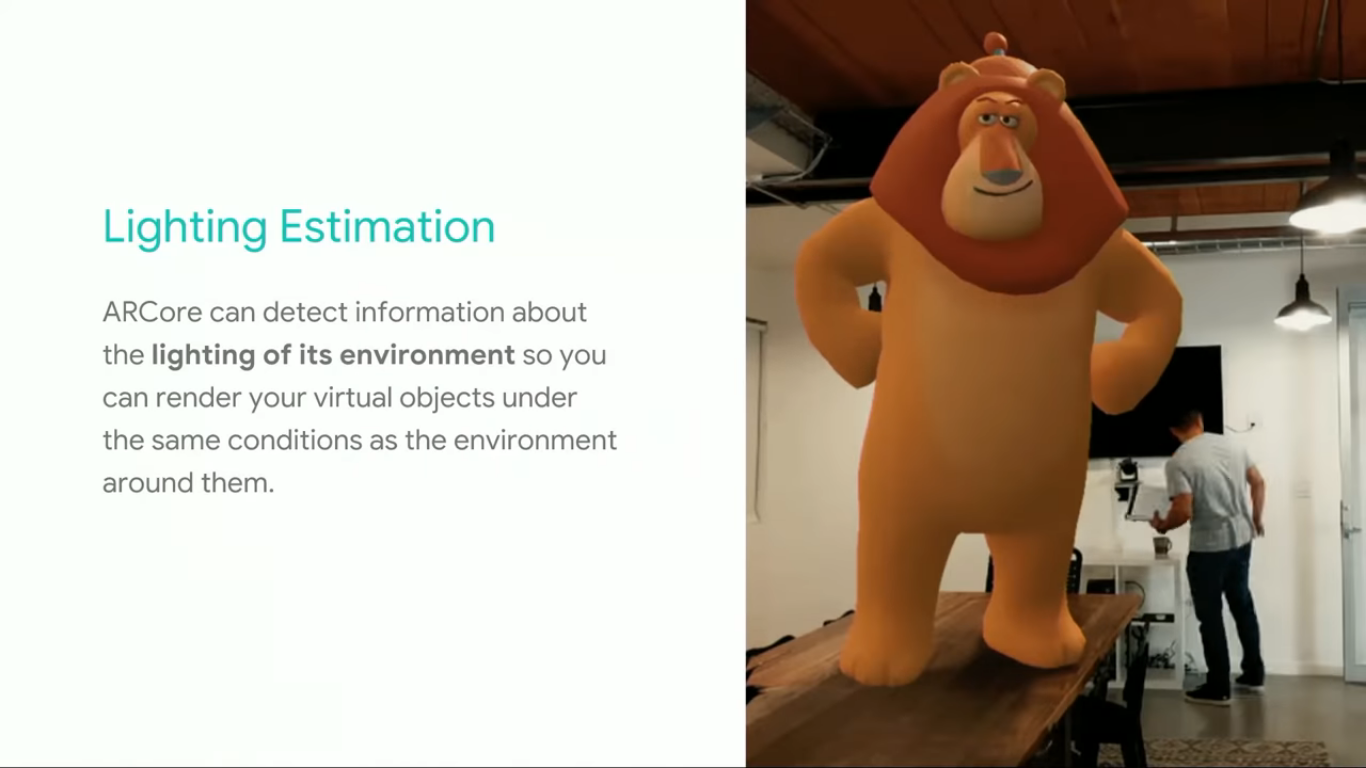 Lighting Estimation
ARCore can detect information about
the lighting of its environment so you
can render your virtual objects under
the same conditions as the environment
around them.